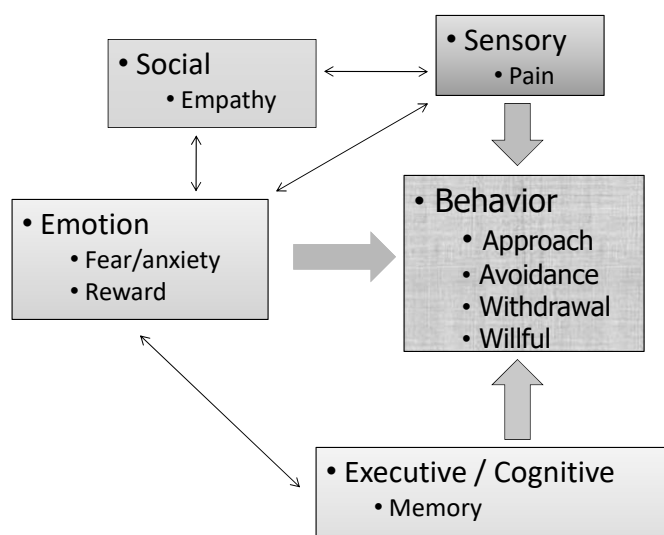 • Social
• Empathy
• Sensory
• Pain
• Emotion
• Fear/anxiety
• Reward
• Behavior
• Approach
• Avoidance
• Withdrawal
• Willful
• Executive / Cognitive
• Memory